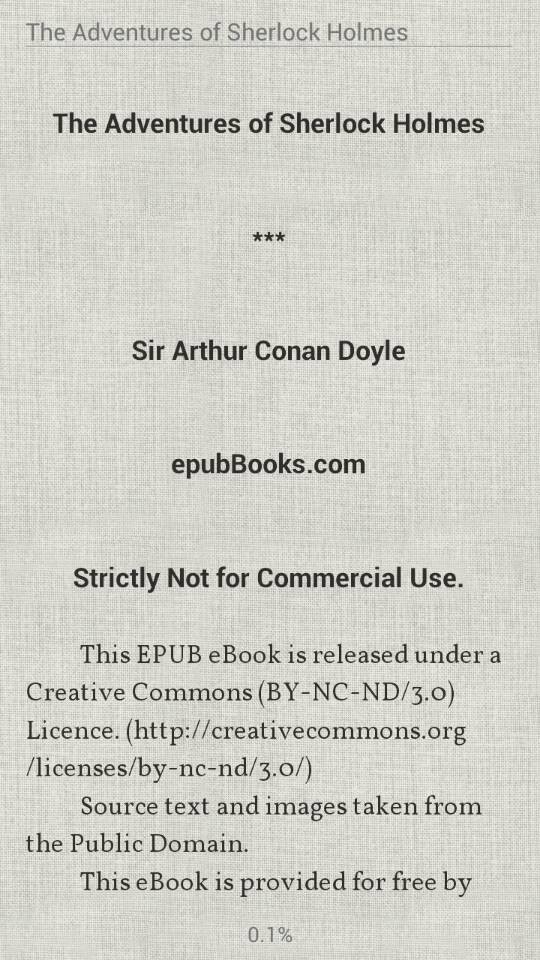 The Adventures of Sherlock Holmes
The Adventures of Sherlock Holmes
***
Sir Arthur Conan Doyle
epubBooks.com
Strictly Not for Commercial Use.
This EPUB eBook is released under a
Creative Commons (BY-NC-ND/3.0)
Licence. (http://creativecommons.org
/licenses/by-nc-nd/3.0/)
Source text and images taken from
the Public Domain.
This eBook is provided for free by
0.1%